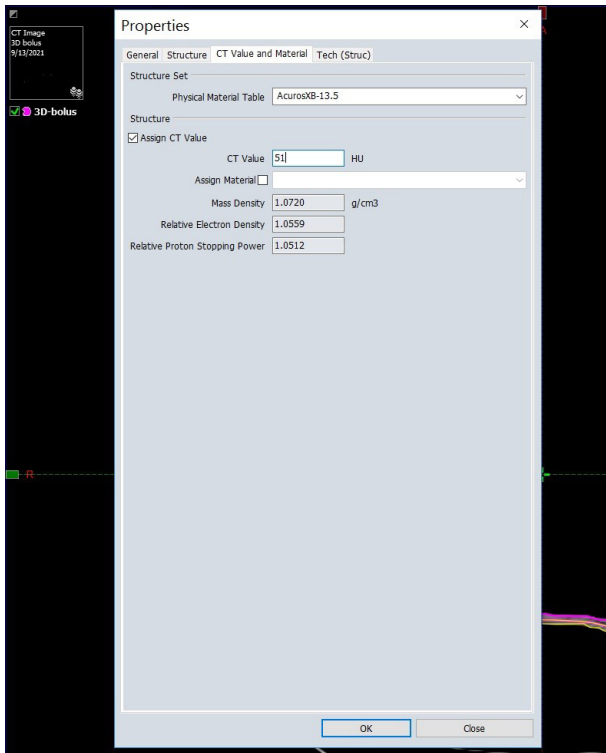 CT Image
3D bolus
9/13/2021
3D-bolus
R
A
Properties
General Structure CT Value and Material Tech (Struc)
Structure Set
Physical Material Table AcurosXB-13.5
Structure
Assign CT Value
CT Value 51 HU
Assign Material
Mass Density 1.0720 g/cm3
Relative Electron Density 1.0559
Relative Proton Stopping Power 1.0512
OK Close